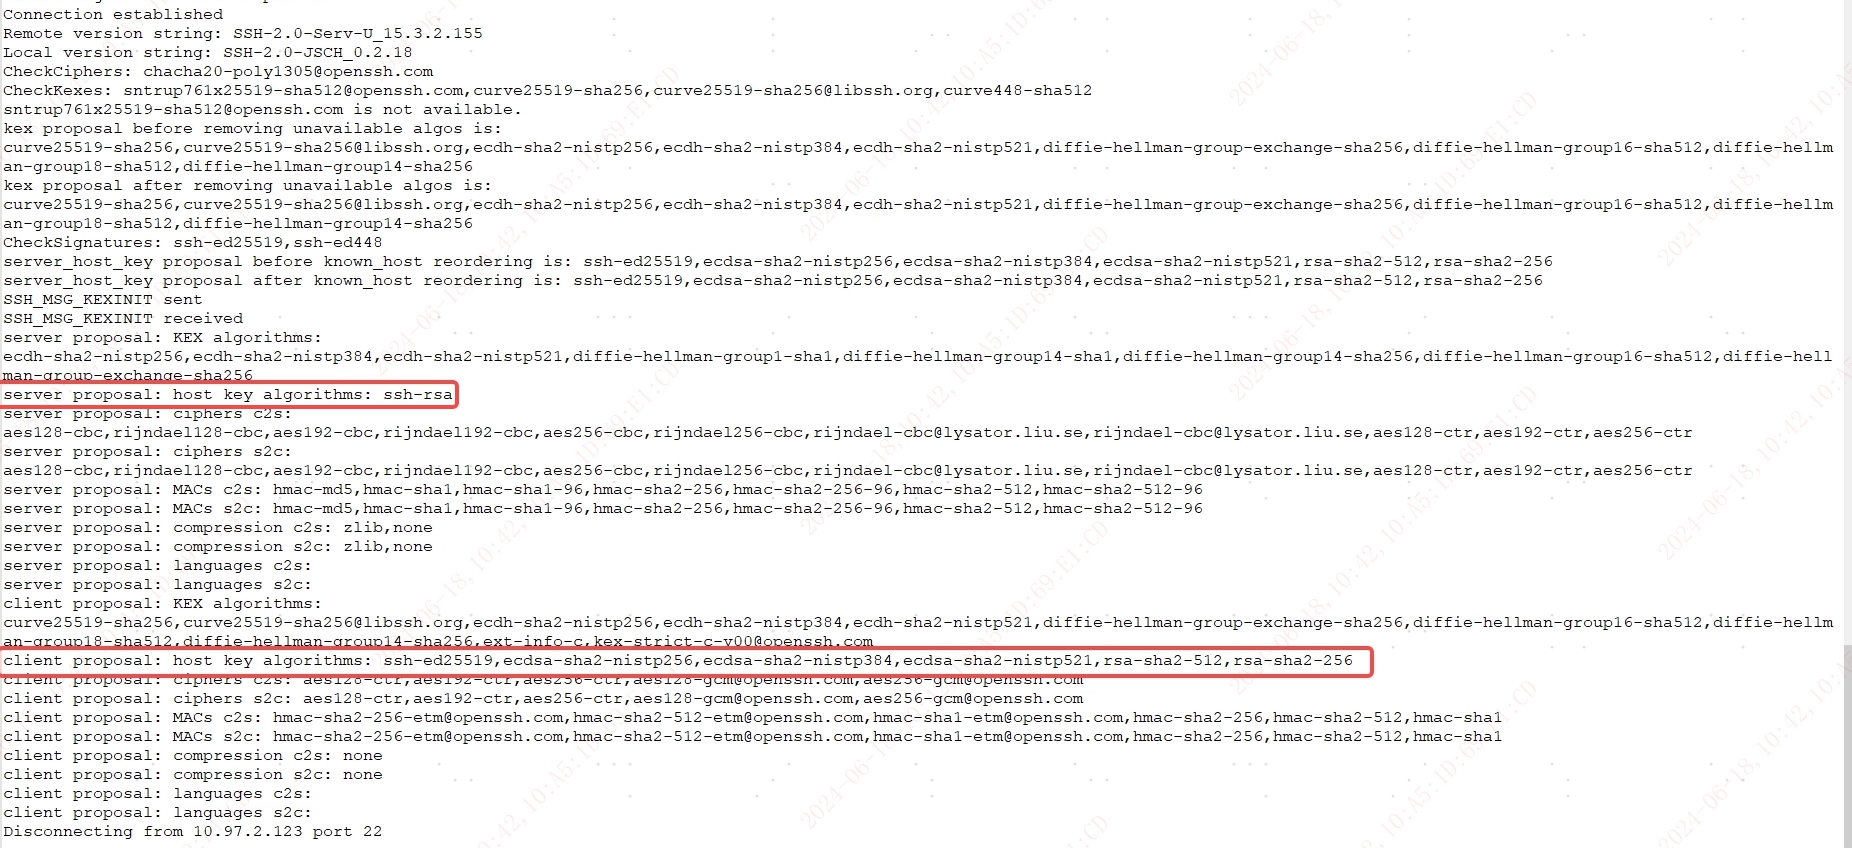 Connection established
Remote version string: SSH-2.0-Serv-U_15.3.2.155
Local version string: SSH-2.0-JSCH_0.2.18
CheckCiphers: chacha20-poly1305@openssh.com
CheckKexes: sntrup761x25519-sha512@openssh.com,curve25519-sha256,curve25519-sha256@libssh.org,curve448-sha512
sntrup761x25519-sha512@openssh.com is not available.
kex proposal before removing unavailable algos is:
curve25519-sha256,curve25519-sha256@libssh.org,ecdh-sha2-nistp256,ecdh-sha2-nistp384,ecdh-sha2-nistp521,diffie-hellman-group-exchange-sha256,diffie-hellman-group16-sha512,diffie-hellm
an-group18-sha512,diffie-hellman-group14-sha256
kex proposal after removing unavailable algos is:
curve25519-sha256,curve25519-sha256@libssh.org,ecdh-sha2-nistp256,ecdh-sha2-nistp384,ecdh-sha2-nistp521,diffie-hellman-group-exchange-sha256,diffie-hellman-group16-sha512,diffie-hellm
an-group18-sha512,diffie-hellman-group14-sha256
CheckSignatures: ssh-ed25519,ssh-ed448
server_host_key proposal before known_host reordering is: ssh-ed25519,ecdsa-sha2-nistp256,ecdsa-sha2-nistp384,ecdsa-sha2-nistp521,rsa-sha2-512,rsa-sha2-256
server_host_key proposal after known_host reordering is: ssh-ed25519,ecdsa-sha2-nistp256,ecdsa-sha2-nistp384,ecdsa-sha2-nistp521,rsa-sha2-512,rsa-sha2-256
SSH_MSG_KEXINIT sent
SSH_MSG_KEXINIT received
server proposal: KEX algorithms:
ecdh-sha2-nistp256,ecdh-sha2-nistp384,ecdh-sha2-nistp521,diffie-hellman-group1-sha1,diffie-hellman-group14-sha1,diffie-hellman-group14-sha256,diffie-hellman-group16-sha512,diffie-hell
man-group-exchange-sha256
server proposal: host key algorithms: ssh-rsa
server proposal: ciphers c2s:
aes128-cbc,rijndael128-cbc,aes192-cbc,rijndael192-cbc,aes256-cbc,rijndael256-cbc,rijndael-cbc@lysator.liu.se,rijndael-cbc@lysator.liu.se,aes128-ctr,aes192-ctr,aes256-ctr
server proposal: ciphers s2c:
aes128-cbc,rijndael128-cbc,aes192-cbc,rijndael192-cbc,aes256-cbc,rijndael256-cbc,rijndael-cbc@lysator.liu.se,rijndael-cbc@lysator.liu.se,aes128-ctr,aes192-ctr,aes256-ctr
server proposal: MACs c2s: hmac-md5,hmac-sha1,hmac-sha1-96,hmac-sha2-256,hmac-sha2-256-96,hmac-sha2-512,hmac-sha2-512-96
server proposal: MACs s2c: hmac-md5,hmac-sha1,hmac-sha1-96,hmac-sha2-256,hmac-sha2-256-96,hmac-sha2-512,hmac-sha2-512-96
server proposal: compression c2s: zlib,none
server proposal: compression s2c: zlib,none
server proposal: languages c2s:
server proposal: languages s2c:
client proposal: KEX algorithms:
curve25519-sha256,curve25519-sha256@libssh.org,ecdh-sha2-nistp256,ecdh-sha2-nistp384,ecdh-sha2-nistp521,diffie-hellman-group-exchange-sha256,diffie-hellman-group16-sha512,diffie-hellm
an-group18-sha512,diffie-hellman-group14-sha256,ext-info-c,kex-strict-c-v00@openssh.com
client proposal: host key algorithms: ssh-ed25519,ecdsa-sha2-nistp256,ecdsa-sha2-nistp384,ecdsa-sha2-nistp521,rsa-sha2-512,rsa-sha2-256
client proposal: ciphers c2s: aes128-ctr,aes192-ctr,aes256-ctr,aes128-gcm@openssh.com,aes256-gcm@openssh.com
client proposal: ciphers s2c: aes128-ctr,aes192-ctr,aes256-ctr,aes128-gcm@openssh.com,aes256-gcm@openssh.com
client proposal: MACs c2s: hmac-sha2-256-etm@openssh.com,hmac-sha2-512-etm@openssh.com,hmac-sha1-etm@openssh.com,hmac-sha2-256,hmac-sha2-512,hmac-sha1
client proposal: MACs s2c: hmac-sha2-256-etm@openssh.com,hmac-sha2-512-etm@openssh.com,hmac-sha1-etm@openssh.com,hmac-sha2-256,hmac-sha2-512,hmac-sha1
client proposal: compression c2s: none
client proposal: compression s2c: none
client proposal: languages c2s:
client proposal: languages s2c:
Disconnecting from 10.97.2.123 port 22